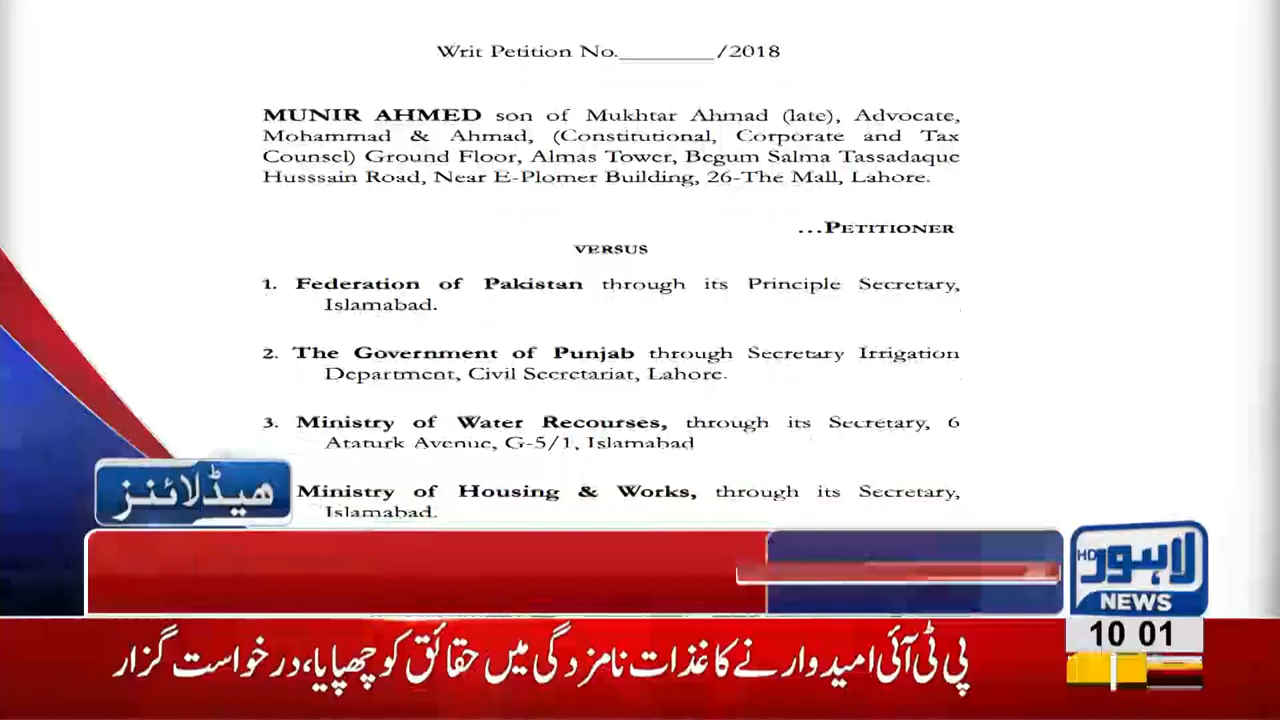 Writ Petition No.________/2018
MUNIR AHMED son of Mukhtar Ahmad (late), Advocate,
Mohammad & Ahmad, (Constitutional, Corporate and Tax
Counsel) Ground Floor, Almas Tower, Begum Salma Tassadaque
Husssain Road, Near E-Plomer Building, 26-The Mall, Lahore.
...PETITIONER
VERSUS
1. Federation of Pakistan through its Principle Secretary,
Islamabad.
2. The Government of Punjab through Secretary Irrigation
Department, Civil Secretariat, Lahore.
3. Ministry of Water Recourses, through its Secretary, 6
Ataturk Avenue, G-5/1, Islamabad
Ministry of Housing & Works, through its Secretary,
Islamabad.
ھیڈلائنز
لاہور HD
NEWS
10 01
پی ٹی آئی امیدوار نے کاغذات نامزدگی میں حقائق کو چھپایا، درخواست گزار